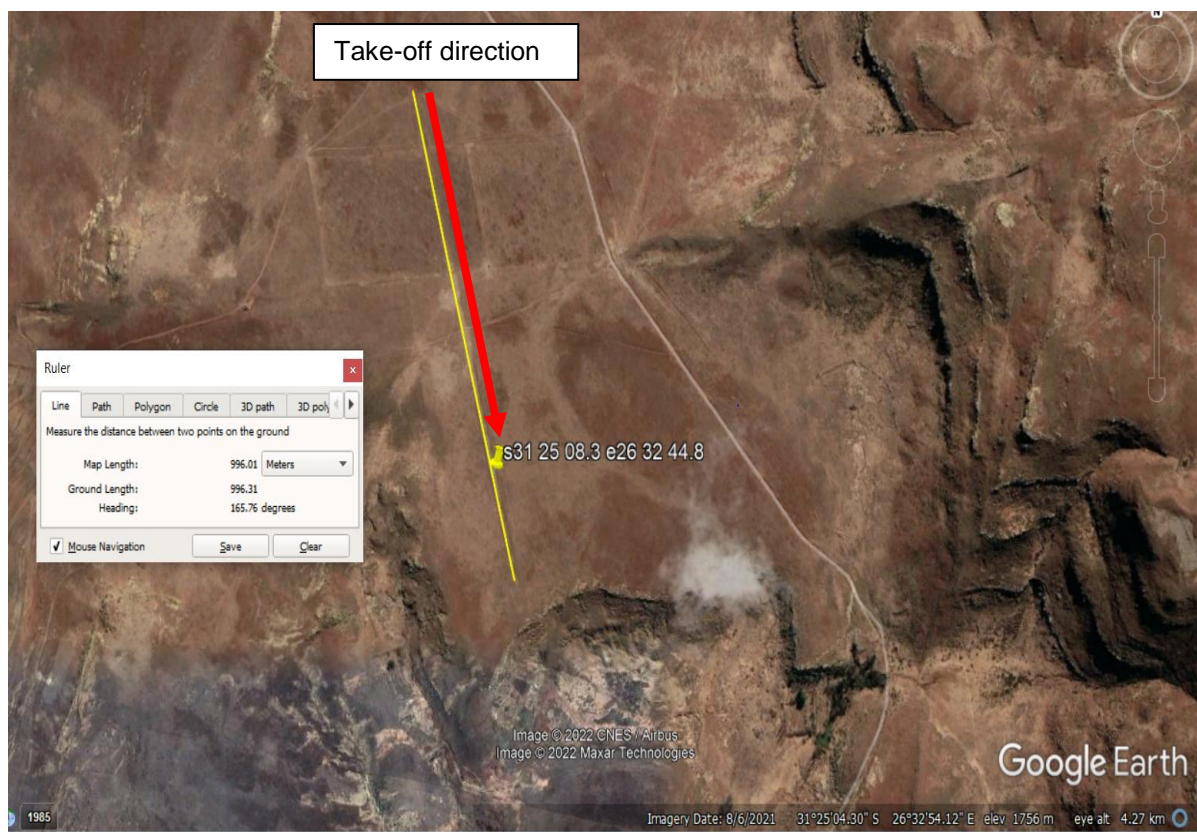 N
Take-off direction
Ruler
x
Line Path Polygon Circle 3D path 3D poly
Measure the distance between two points on the ground
Map Length: 996.01 Meters
Ground Length: 996.31
Heading: 165.76 degrees
Mouse Navigation Save Clear
s31 25 08.3 e26 32 44.8
Image © 2022 CNES / Airbus
Image © 2022 Maxar Technologies
Google Earth
1985 Imagery Date: 8/6/2021 31°25'04.30" S 26°32'54.12" E elev 1756 m eye alt 4.27 km